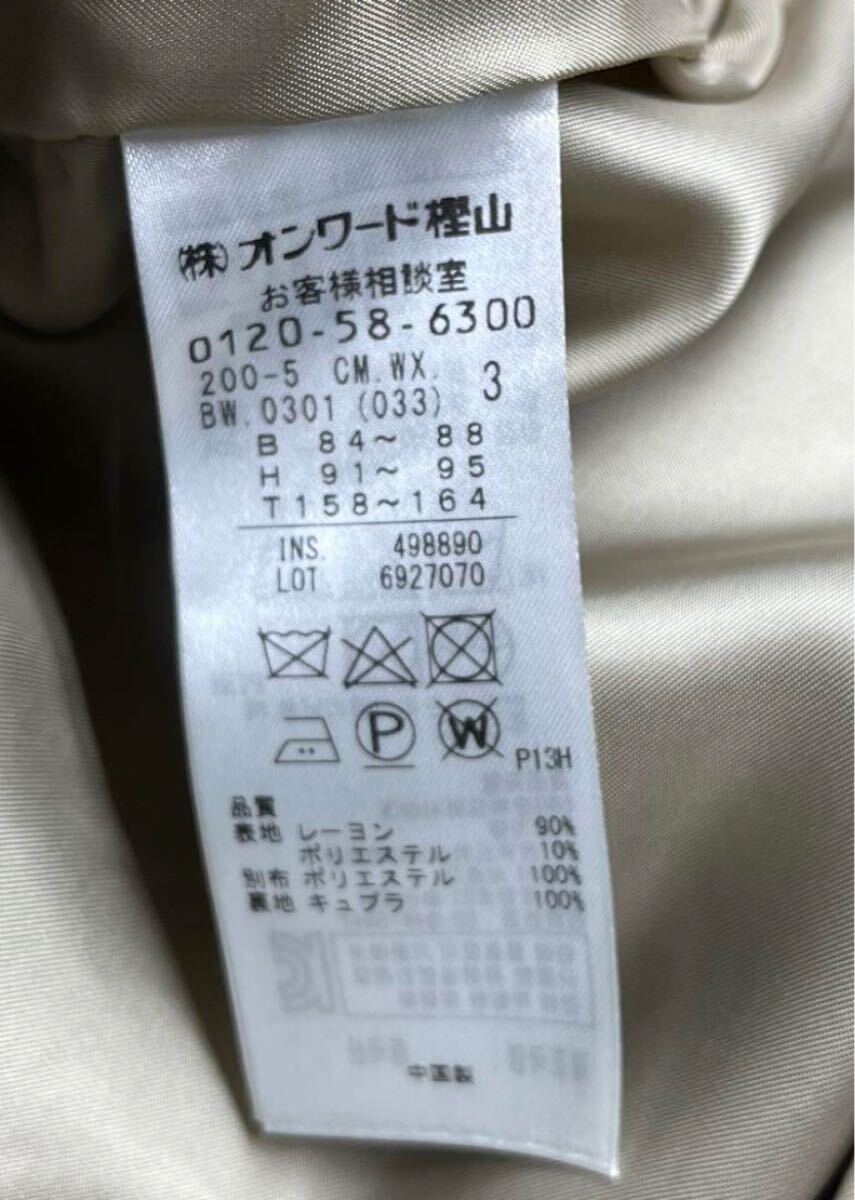 (株)オンワード樫山
お客様相談室
0120-58-6300
200-5 CM.WX. 3
BW.0301 (033)
B 84～ 88
H 91～ 95
T158～164
INS. 498890
LOT 6927070
P W P13H
品質
表地 レーヨン 90%
ポリエステル 10%
別布 ポリエステル 100%
裏地 キュプラ 100%
中国製